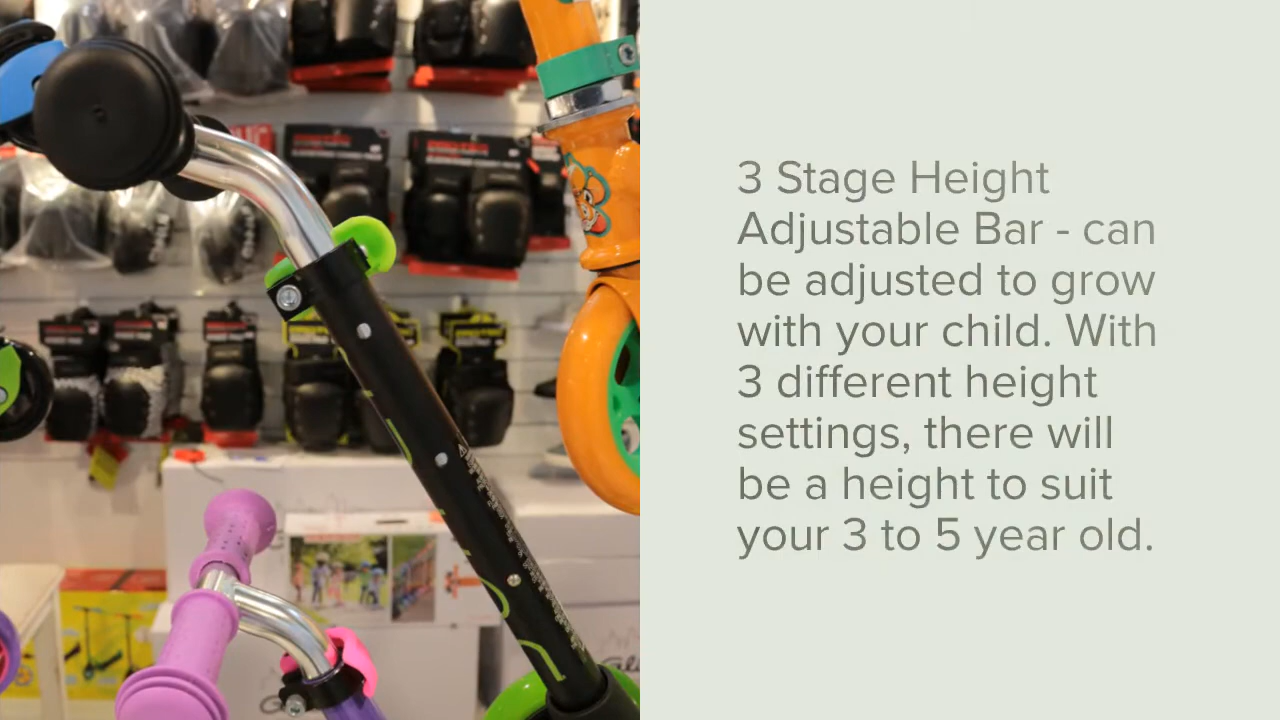 3 Stage Height
Adjustable Bar - can
be adjusted to grow
with your child. With
3 different height
settings, there will
be a height to suit
your 3 to 5 year old.